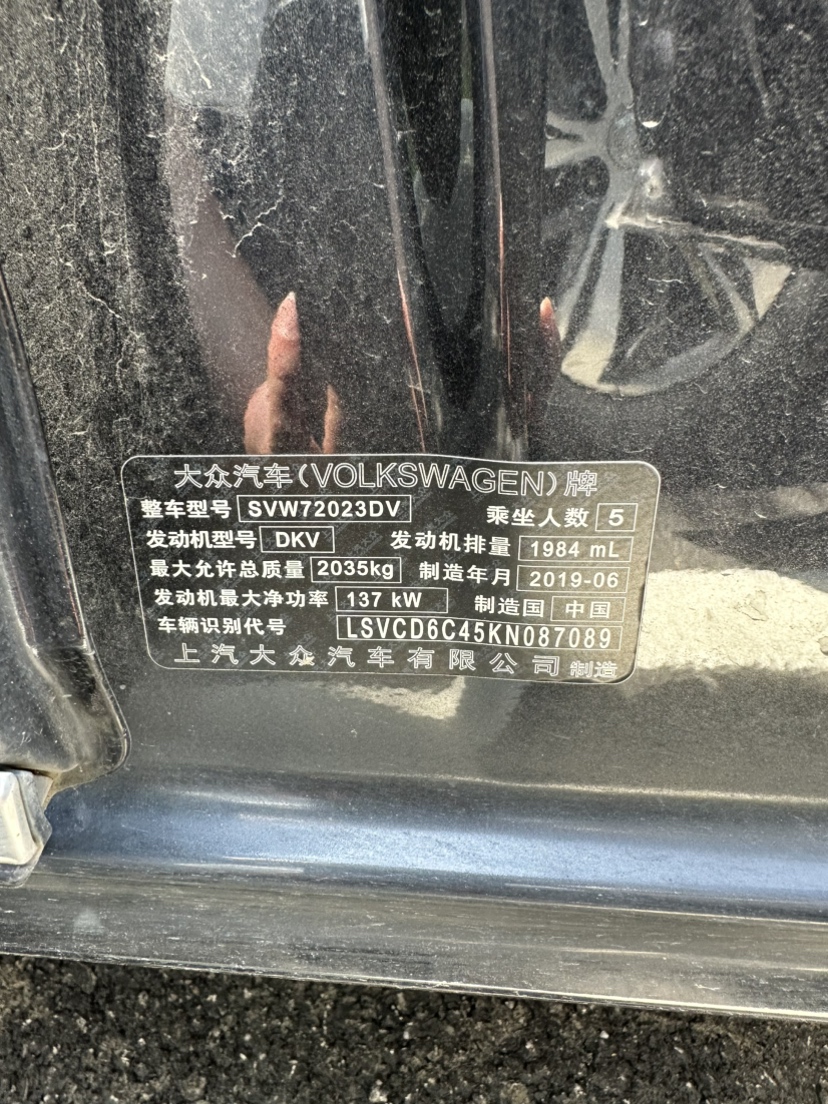 大众汽车(VOLKSWAGEN)牌
整车型号 SVW72023DV 乘坐人数 5
发动机型号 DKV 发动机排量 1984 mL
最大允许总质量 2035kg 制造年月 2019-06
发动机最大净功率 137 kW 制造国 中国
车辆识别代号 LSVCD6C45KN087089
上汽大众汽车有限公司 制造